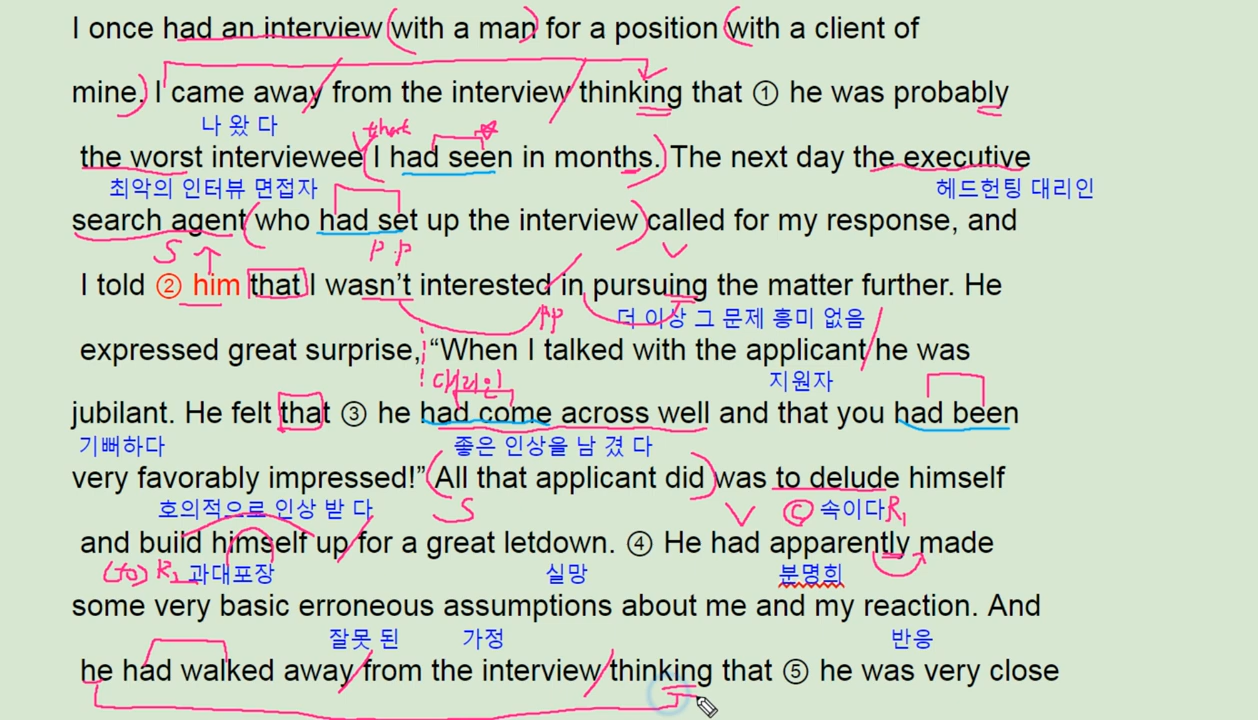 I once had an interview (with a man) for a position (with a client of
mine.) I came away from the interview thinking that ① he was probably
나 왔 다
that
the worst interviewee (I had seen in months.) The next day the executive
최악의 인터뷰 면접자 헤드헌팅 대리인
search agent (who had set up the interview) called for my response, and
S P.P V
I told ② him that I wasn't interested in pursuing the matter further. He
PP 더 이상 그 문제 흥미 없음
expressed great surprise, “When I talked with the applicant he was
대리인 지원자
jubilant. He felt that ③ he had come across well and that you had been
기뻐하다 좋은 인상을 남 겼 다
very favorably impressed!” (All that applicant did) was to delude himself
호의적으로 인상 받 다 S V C 속이다 R1
and build himself up for a great letdown. ④ He had apparently made
(to) R2 과대포장 실망 분명희
some very basic erroneous assumptions about me and my reaction. And
잘못 된 가정 반응
he had walked away from the interview thinking that ⑤ he was very close